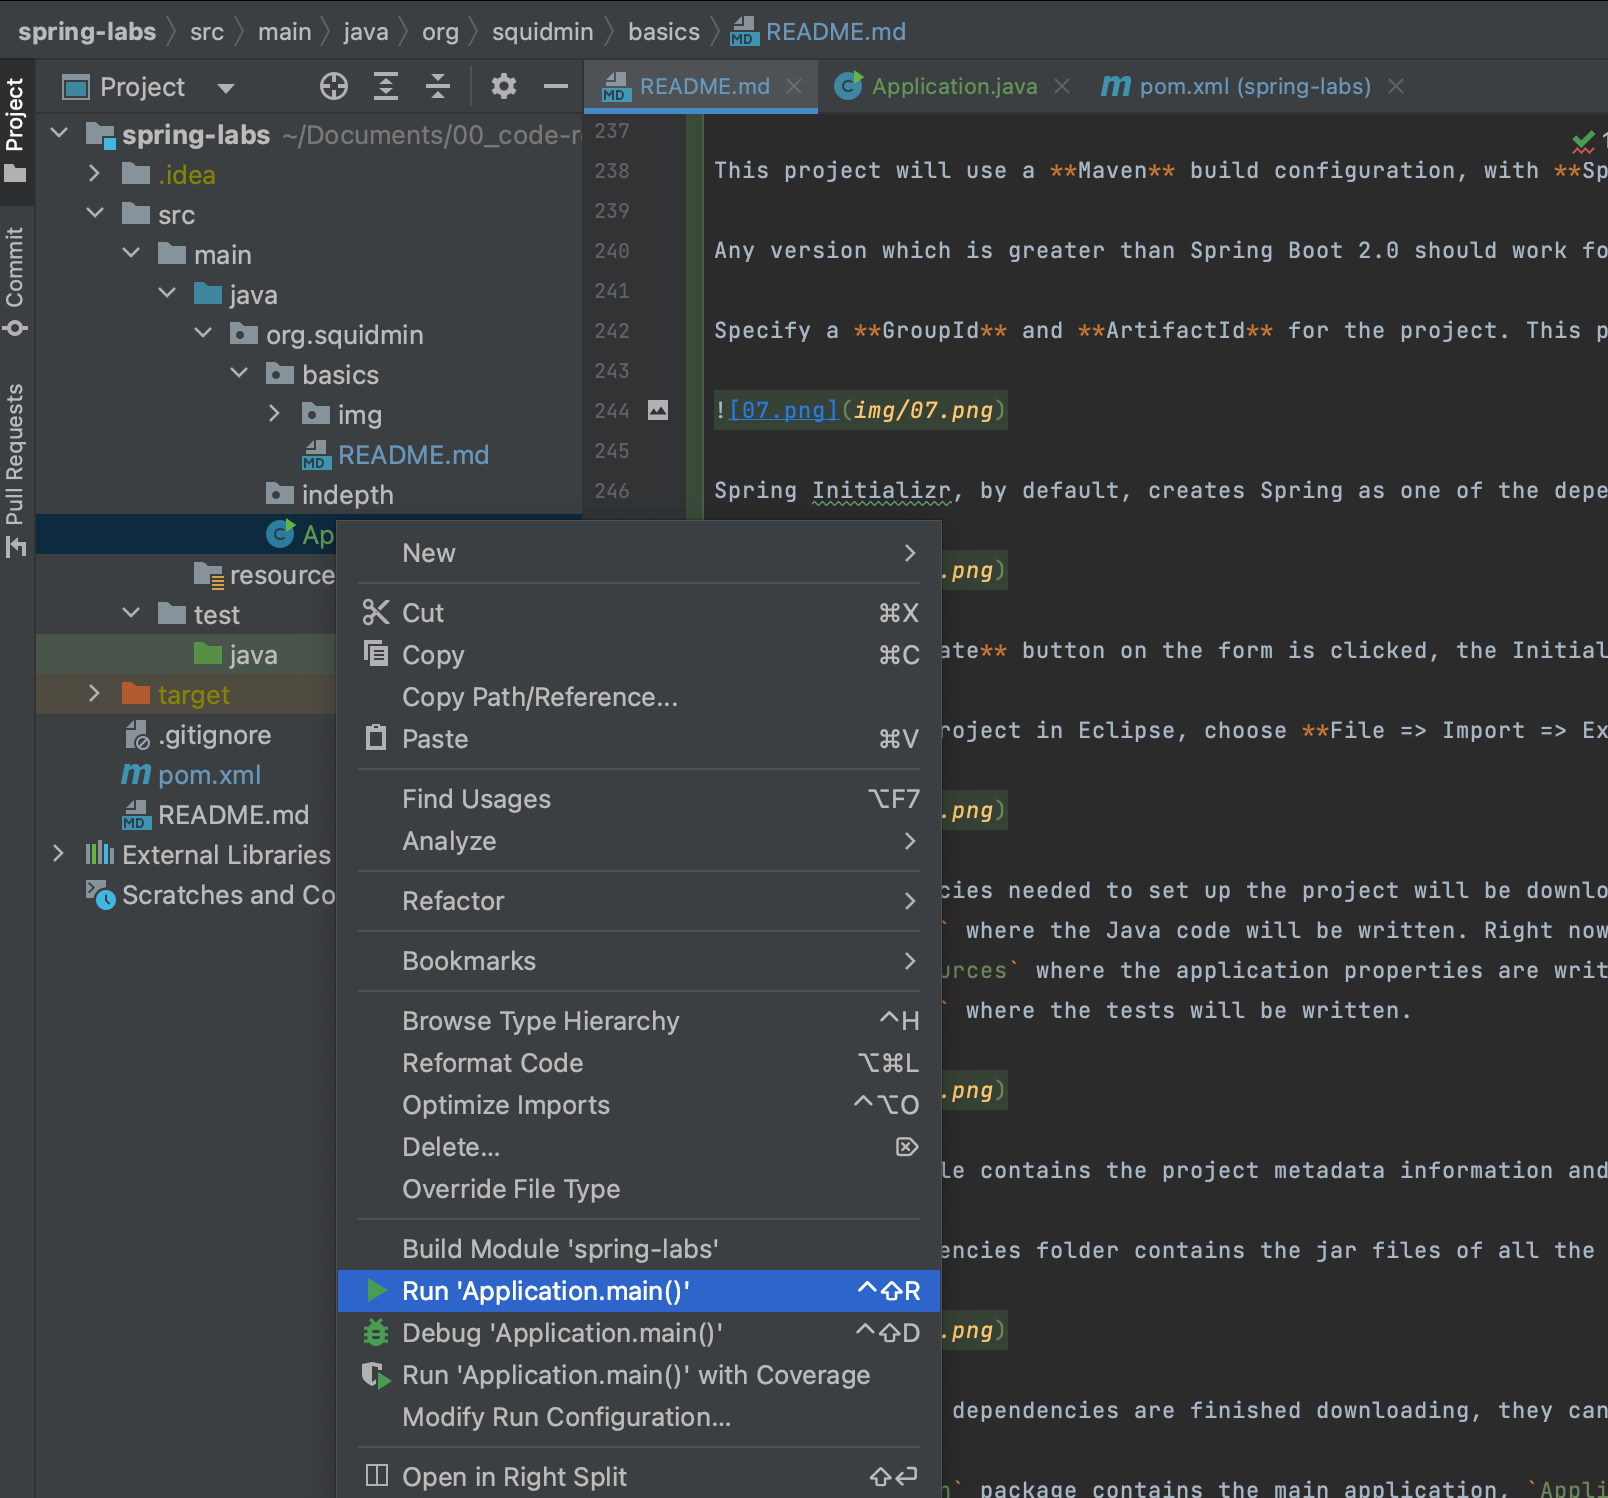 spring-labs src main java org squidmin basics README.md
Project
README.md Application.java pom.xml (spring-labs)
Project
Commit
Pull Requests
spring-labs ~/Documents/00_code-r
.idea
src
main
java
org.squidmin
basics
img
README.md
indepth
Ap
resource
test
java
target
.gitignore
pom.xml
README.md
External Libraries
Scratches and Co
237
238 This project will use a **Maven** build configuration, with **Sp
239
240 Any version which is greater than Spring Boot 2.0 should work fo
241
242 Specify a **GroupId** and **ArtifactId** for the project. This p
243
244 ![07.png](img/07.png)
245
246 Spring Initializr, by default, creates Spring as one of the depe
.png)
ate** button on the form is clicked, the Initial
roject in Eclipse, choose **File => Import => Ex
.png)
cies needed to set up the project will be downlo
` where the Java code will be written. Right now
urces` where the application properties are writ
` where the tests will be written.
.png)
le contains the project metadata information and
encies folder contains the jar files of all the
.png)
dependencies are finished downloading, they can
n` package contains the main application, `Appli
New
Cut ⌘X
Copy ⌘C
Copy Path/Reference...
Paste ⌘V
Find Usages ⌥F7
Analyze
Refactor
Bookmarks
Browse Type Hierarchy ^H
Reformat Code ⌥⌘L
Optimize Imports ^⌥O
Delete... ⌦
Override File Type
Build Module 'spring-labs'
Run 'Application.main()' ^⇧R
Debug 'Application.main()' ^⇧D
Run 'Application.main()' with Coverage
Modify Run Configuration...
Open in Right Split ⇧↩